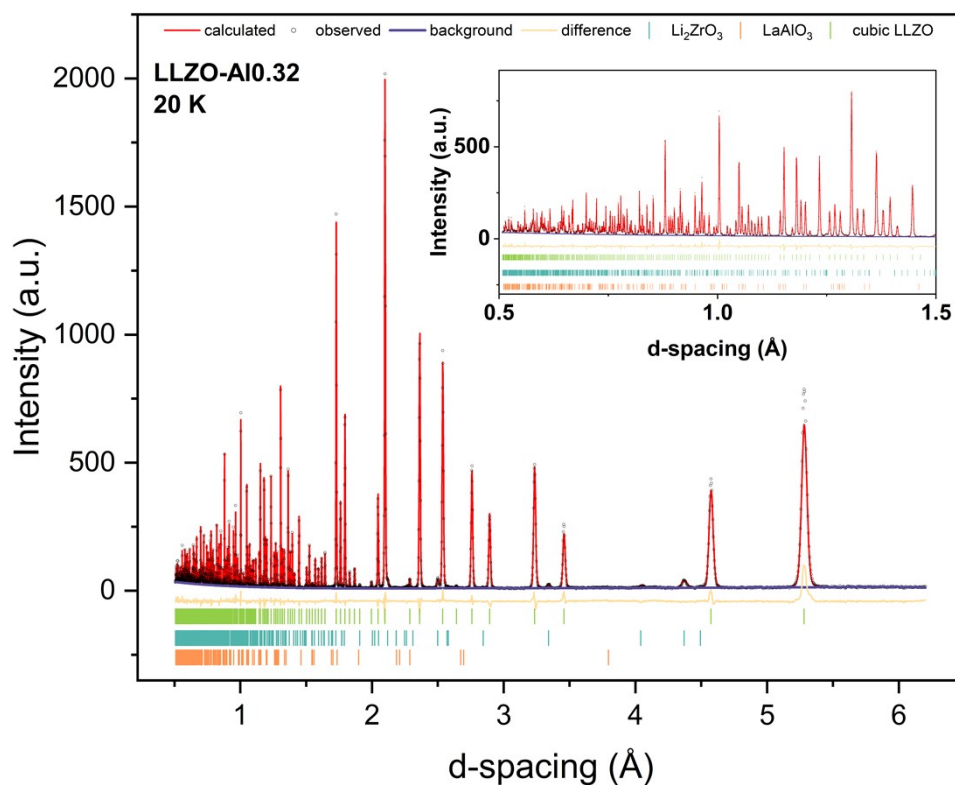 calculated observed background difference Li₂ZrO₃ LaAlO₃ cubic LLZO
LLZO-Al0.32
20 K
Intensity (a.u.)
2000
1500
1000
500
0
1 2 3 4 5 6
d-spacing (Å)
Intensity (a.u.)
500
0
0.5 1.0 1.5
d-spacing (Å)